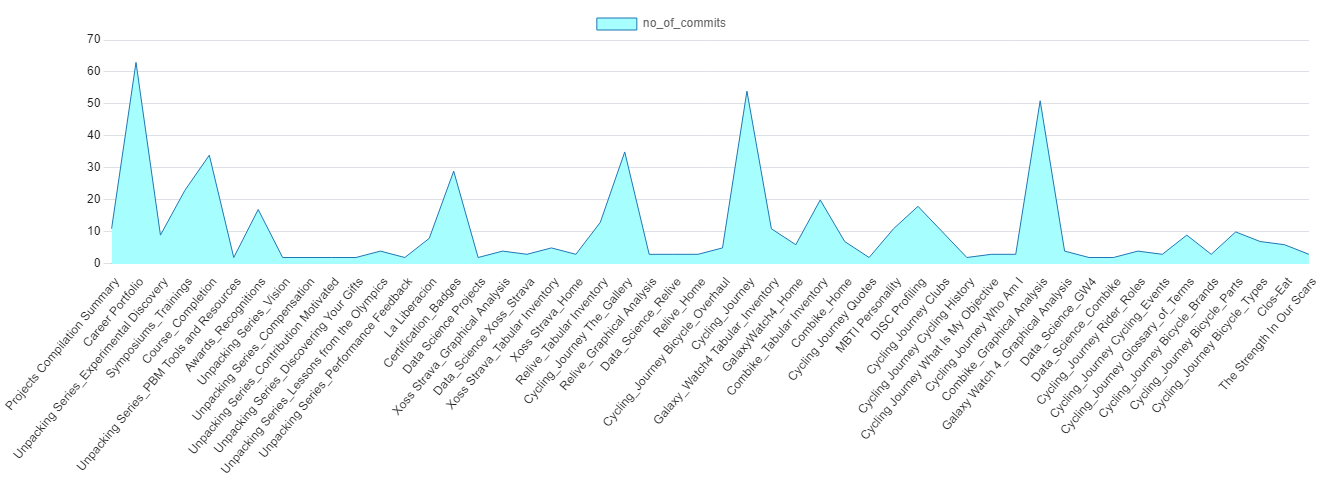 no_of_commits
70
60
50
40
30
20
10
0
Projects Compilation Summary
Career Portfolio
Unpacking Series_Experimental Discovery
Symposiums_Trainings
Course_Completion
Unpacking Series_PBM Tools and Resources
Awards_Recognitions
Unpacking Series_Vision
Unpacking Series_Compensation
Unpacking Series_Contribution Motivated
Unpacking Series_Discovering Your Gifts
Unpacking Series_Lessons from the Olympics
Unpacking Series_Performance Feedback
La Liberacion
Certification_Badges
Data Science Projects
Xoss Strava_Graphical Analysis
Data_Science Xoss_Strava
Xoss Strava_Tabular Inventory
Xoss Strava_Home
Relive_Tabular Inventory
Cycling_Journey The_Gallery
Relive_Graphical Analysis
Data_Science_Relive
Relive_Home
Cycling_Journey Bicycle_Overhaul
Cycling_Journey
Galaxy_Watch4 Tabular_Inventory
GalaxyWatch4_Home
Combike_Tabular Inventory
Combike_Home
Cycling Journey Quotes
MBTI Personality
DISC Profiling
Cycling Journey Clubs
Cycling Journey Cycling History
Cycling Journey What Is My Objective
Cycling Journey Who Am I
Combike_Graphical Analysis
Galaxy Watch 4_Graphical Analysis
Data_Science_GW4
Data_Science_Combike
Cycling_Journey Rider_Roles
Cycling_Journey Cycling_Events
Cycling_Journey Glossary_of_Terms
Cycling_Journey Bicycle_Brands
Cycling_Journey Bicycle_Parts
Cycling_Journey Bicycle_Types
Clos-Eat
The Strength In Our Scars